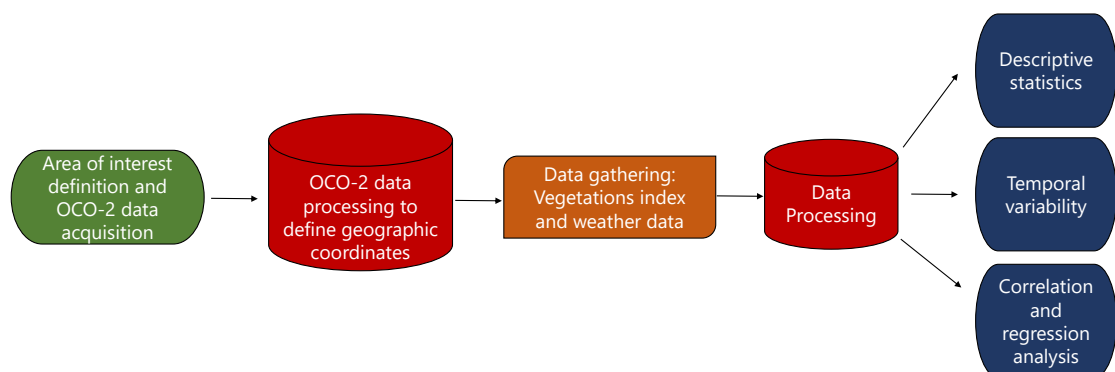 Area of interest
definition and
OCO-2 data
acquisition
OCO-2 data
processing to
define geographic
coordinates
Data gathering:
Vegetations index
and weather data
Data
Processing
Descriptive
statistics
Temporal
variability
Correlation
and
regression
analysis